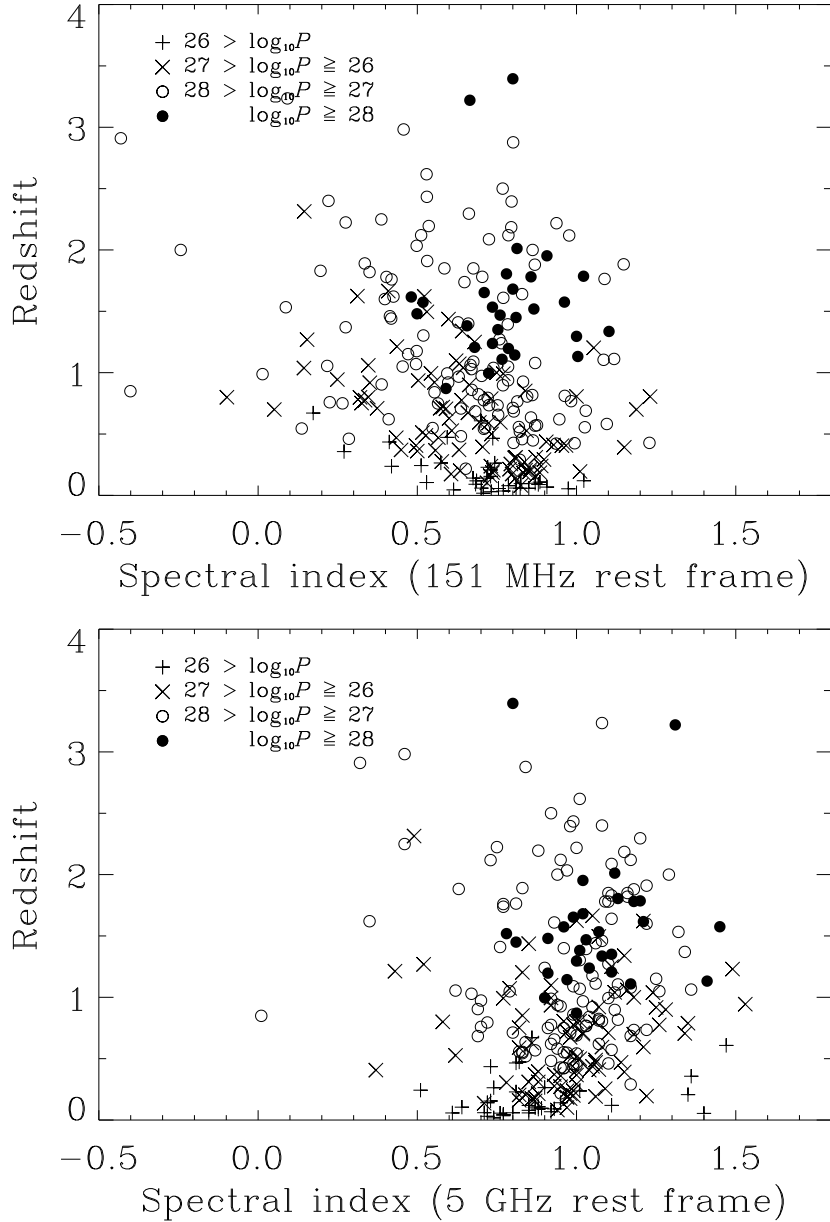 4
3
2
1
0
Redshift
26 > log₁₀P
27 > log₁₀P ≧ 26
28 > log₁₀P ≧ 27
log₁₀P ≧ 28
−0.5 0.0 0.5 1.0 1.5
Spectral index (151 MHz rest frame)
4
3
2
1
0
Redshift
26 > log₁₀P
27 > log₁₀P ≧ 26
28 > log₁₀P ≧ 27
log₁₀P ≧ 28
−0.5 0.0 0.5 1.0 1.5
Spectral index (5 GHz rest frame)